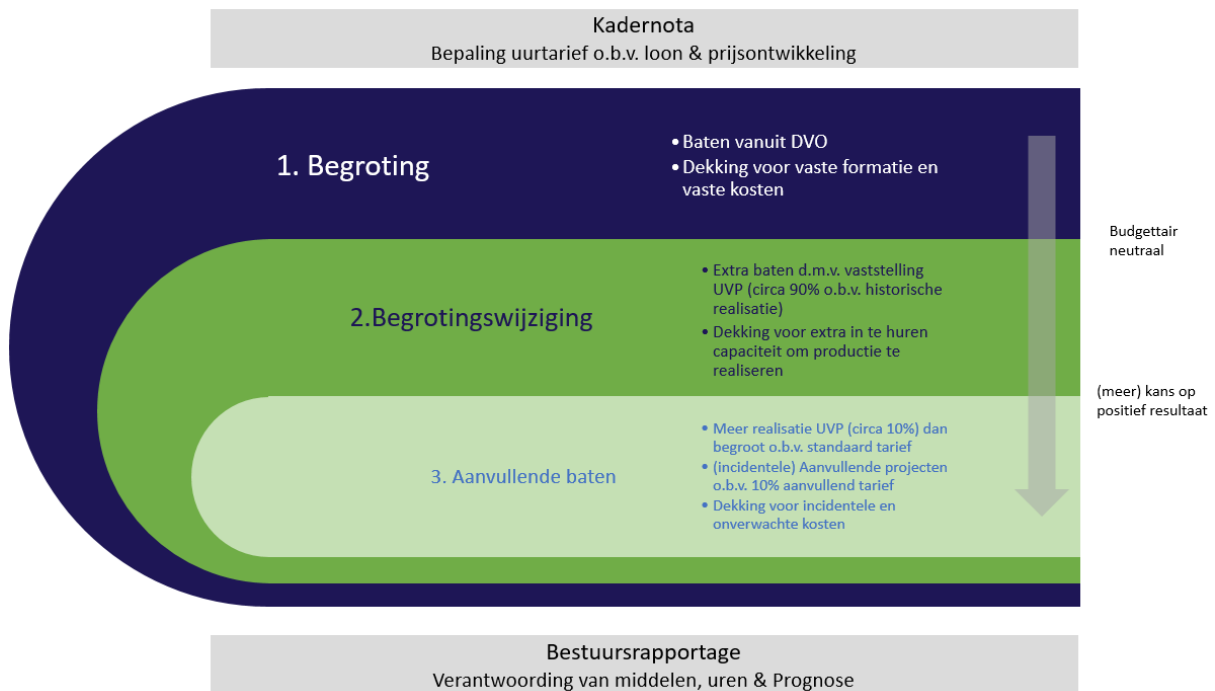 Kadernota
Bepaling uurtarief o.b.v. loon & prijsontwikkeling
1. Begroting
• Baten vanuit DVO
• Dekking voor vaste formatie en
vaste kosten
Budgettair
neutraal
2.Begrotingswijziging
• Extra baten d.m.v. vaststelling
UVP (circa 90% o.b.v. historische
realisatie)
• Dekking voor extra in te huren
capaciteit om productie te
realiseren
(meer) kans op
positief resultaat
3. Aanvullende baten
• Meer realisatie UVP (circa 10%) dan
begroot o.b.v. standaard tarief
• (incidentele) Aanvullende projecten
o.b.v. 10% aanvullend tarief
• Dekking voor incidentele en
onverwachte kosten
Bestuursrapportage
Verantwoording van middelen, uren & Prognose